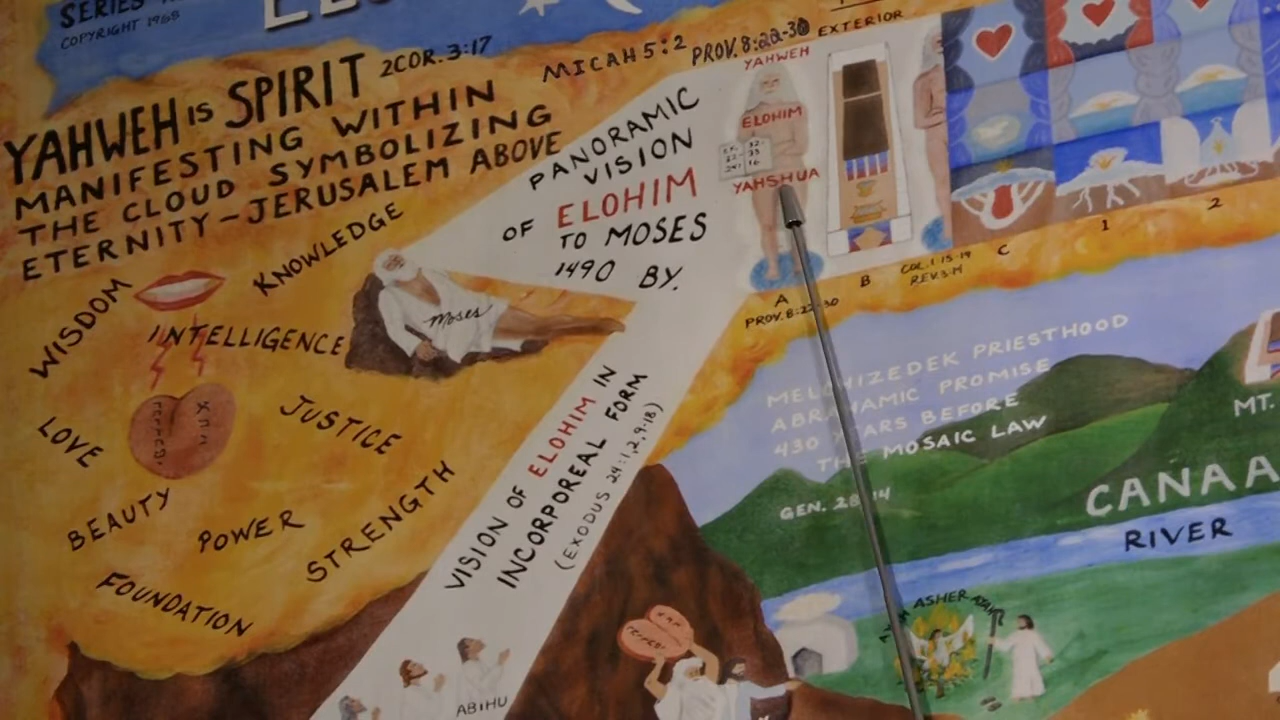 SERIES
COPYRIGHT 1968
YAHWEH IS SPIRIT 2COR. 3:17
MANIFESTING WITHIN
THE CLOUD SYMBOLIZING
ETERNITY-JERUSALEM ABOVE
WISDOM
KNOWLEDGE
INTELLIGENCE
LOVE
JUSTICE
BEAUTY
POWER
STRENGTH
FOUNDATION
Moses
MICAH 5:2 PROV. 8:22-30
PANORAMIC
VISION
OF ELOHIM
TO MOSES
1490 BY.
VISION OF ELOHIM IN
INCORPOREAL FORM
(EXODUS 24:1,2,9-18)
ABIHU
YAHWEH
ELOHIM
YAHSHUA
EXTERIOR
A
PROV. 8:22-30
B
COL. 1:15-19
C
1
2
MELCHIZEDEK PRIESTHOOD
ABRAHAMIC PROMISE
430 YEARS BEFORE
THE MOSAIC LAW
GEN. 28:14
MT.
CANAA
RIVER
ASHER